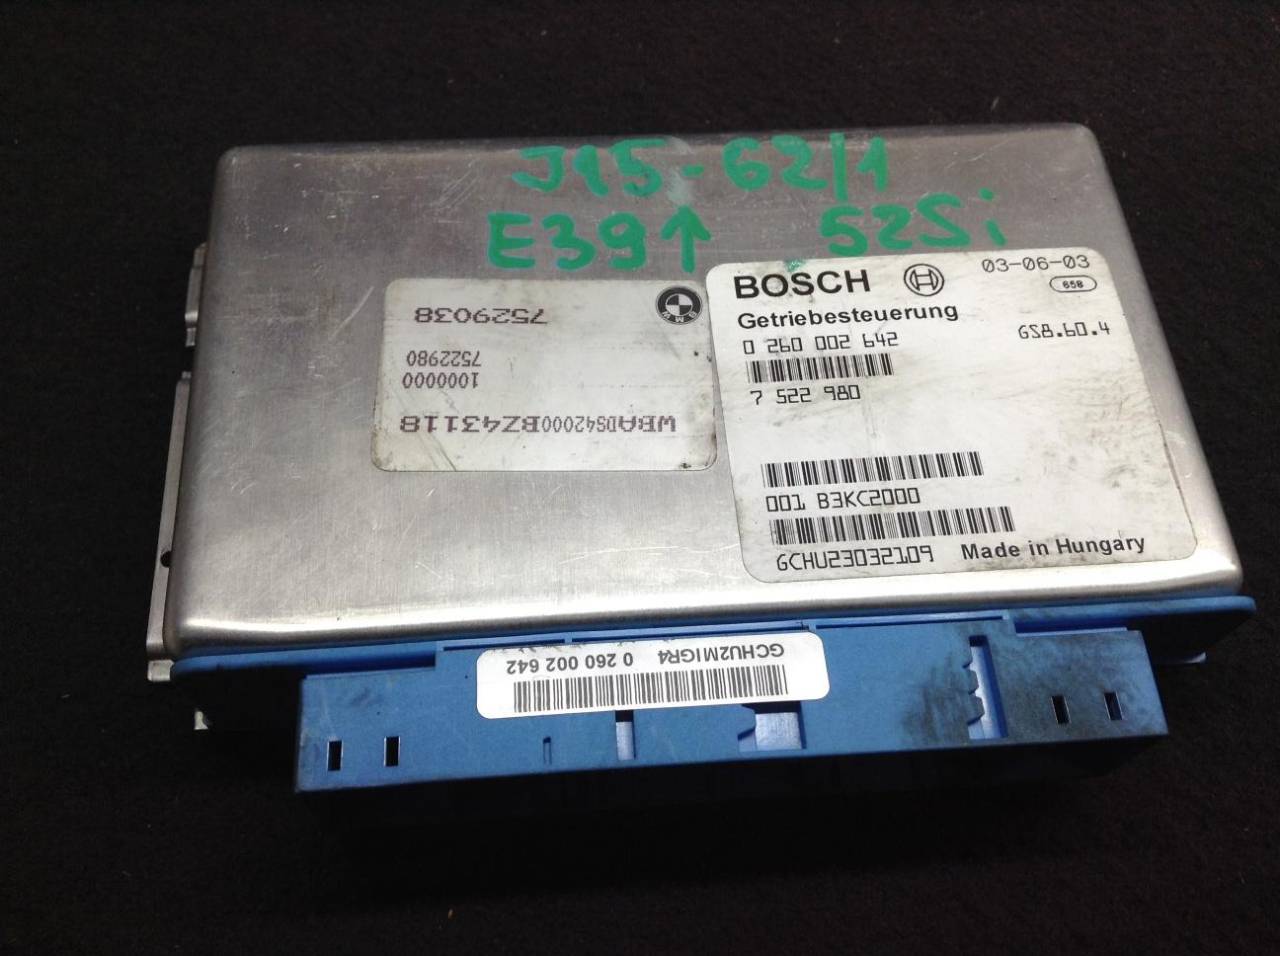 J15-62/1
E39↑ 525i
7529038
BMW
7522980
1000000
WBADS42000BZ43118
BOSCH
03-06-03
658
Getriebesteuerung
0 260 002 642
GS8.60.4
7 522 980
001 B3KC2000
GCHU23032109
Made in Hungary
GCHU2MIGR4 0 260 002 642